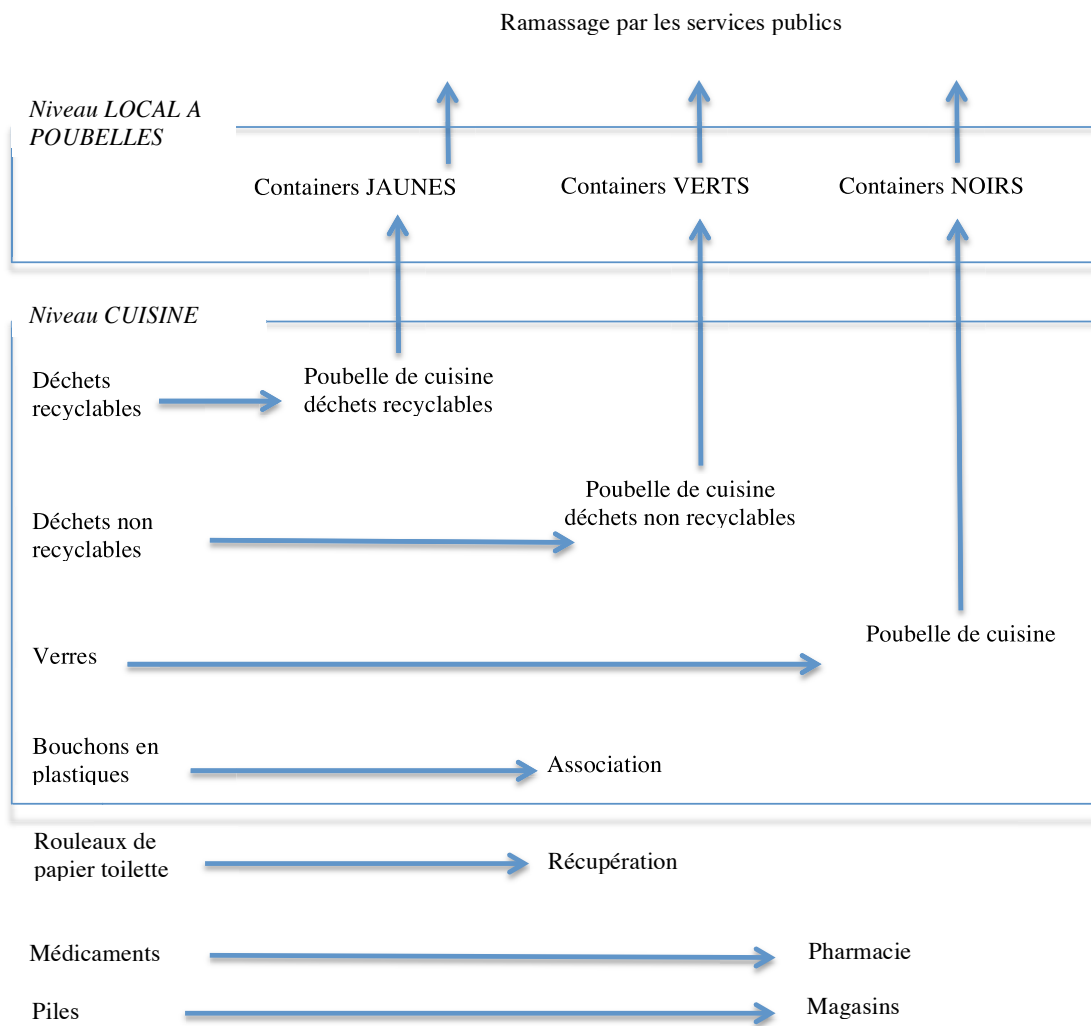 Ramassage par les services publics
Niveau LOCAL A
POUBELLES
Containers JAUNES
Containers VERTS
Containers NOIRS
Niveau CUISINE
Déchets
recyclables
Poubelle de cuisine
déchets recyclables
Déchets non
recyclables
Poubelle de cuisine
déchets non recyclables
Verres
Poubelle de cuisine
Bouchons en
plastiques
Association
Rouleaux de
papier toilette
Récupération
Médicaments
Pharmacie
Piles
Magasins